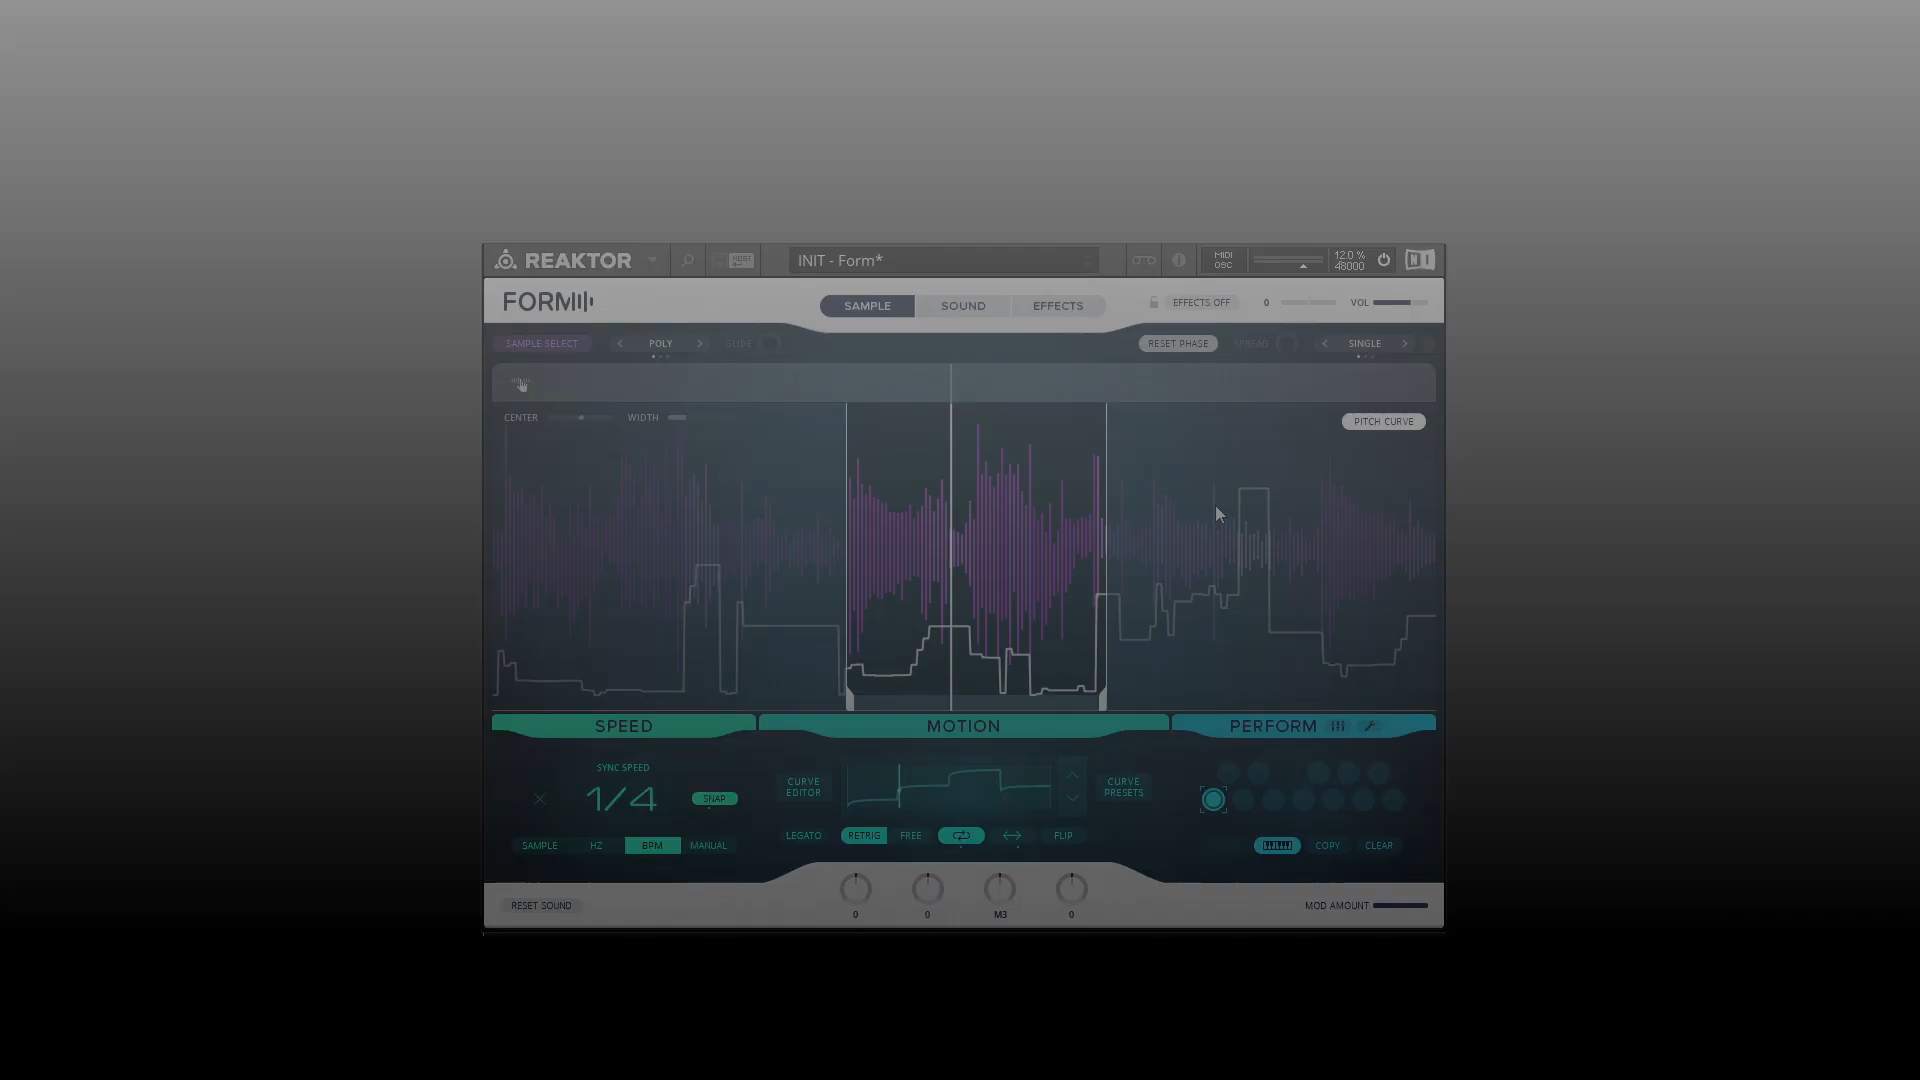 REAKTOR HOST INIT - Form* MIDI OSC 12.0 % 48000 NI
FORM SAMPLE SOUND EFFECTS EFFECTS OFF 0 VOL
SAMPLE SELECT POLY GLIDE RESET PHASE SPREAD SINGLE
CENTER WIDTH PITCH CURVE
SPEED MOTION PERFORM
SYNC SPEED
1/4 SNAP
CURVE EDITOR CURVE PRESETS
LEGATO RETRIG FREE FLIP
SAMPLE HZ BPM MANUAL COPY CLEAR
RESET SOUND 0 0 M3 0 MOD AMOUNT